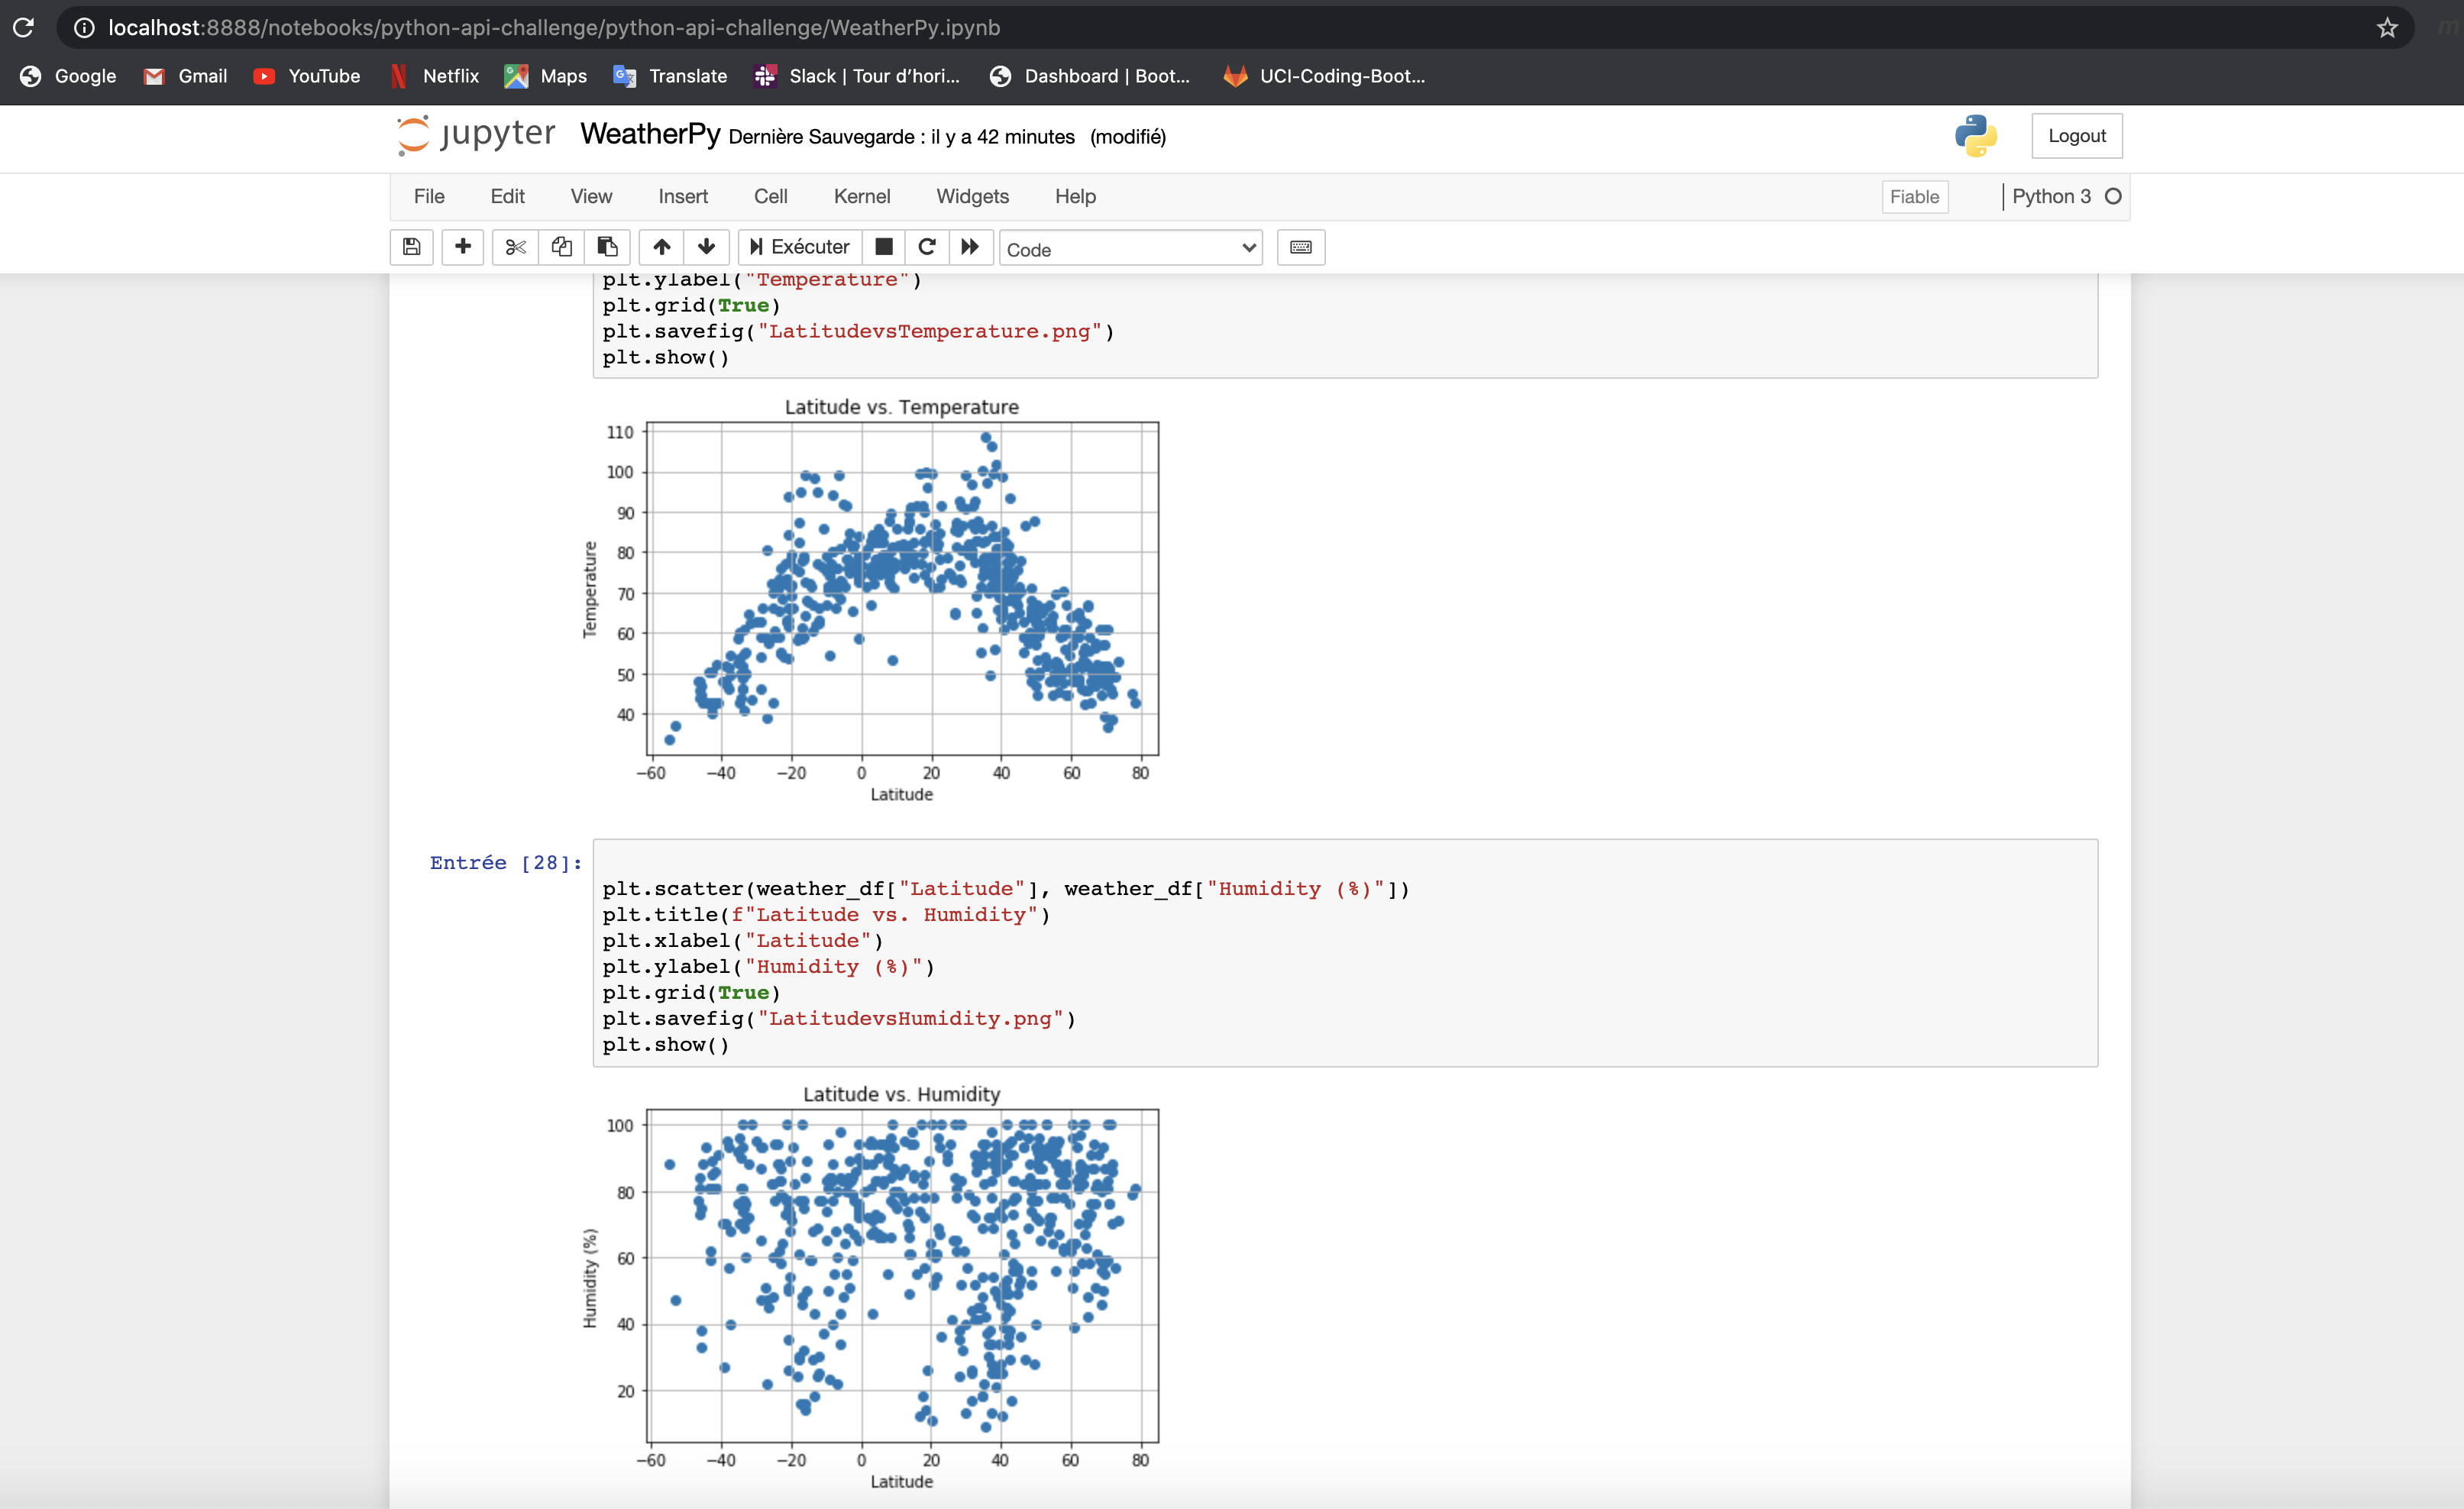 localhost:8888/notebooks/python-api-challenge/python-api-challenge/WeatherPy.ipynb
Google Gmail YouTube Netflix Maps Translate Slack | Tour d'hori... Dashboard | Boot... UCI-Coding-Boot...
jupyter WeatherPy Dernière Sauvegarde : il y a 42 minutes (modifié) Logout
File Edit View Insert Cell Kernel Widgets Help Fiable Python 3
Exécuter Code
plt.ylabel("Temperature")
plt.grid(True)
plt.savefig("LatitudevsTemperature.png")
plt.show()
Latitude vs. Temperature
110
100
90
80
70
60
50
40
Temperature
−60 −40 −20 0 20 40 60 80
Latitude
Entrée [28]:
plt.scatter(weather_df["Latitude"], weather_df["Humidity (%)"])
plt.title(f"Latitude vs. Humidity")
plt.xlabel("Latitude")
plt.ylabel("Humidity (%)")
plt.grid(True)
plt.savefig("LatitudevsHumidity.png")
plt.show()
Latitude vs. Humidity
100
80
60
40
20
Humidity (%)
−60 −40 −20 0 20 40 60 80
Latitude